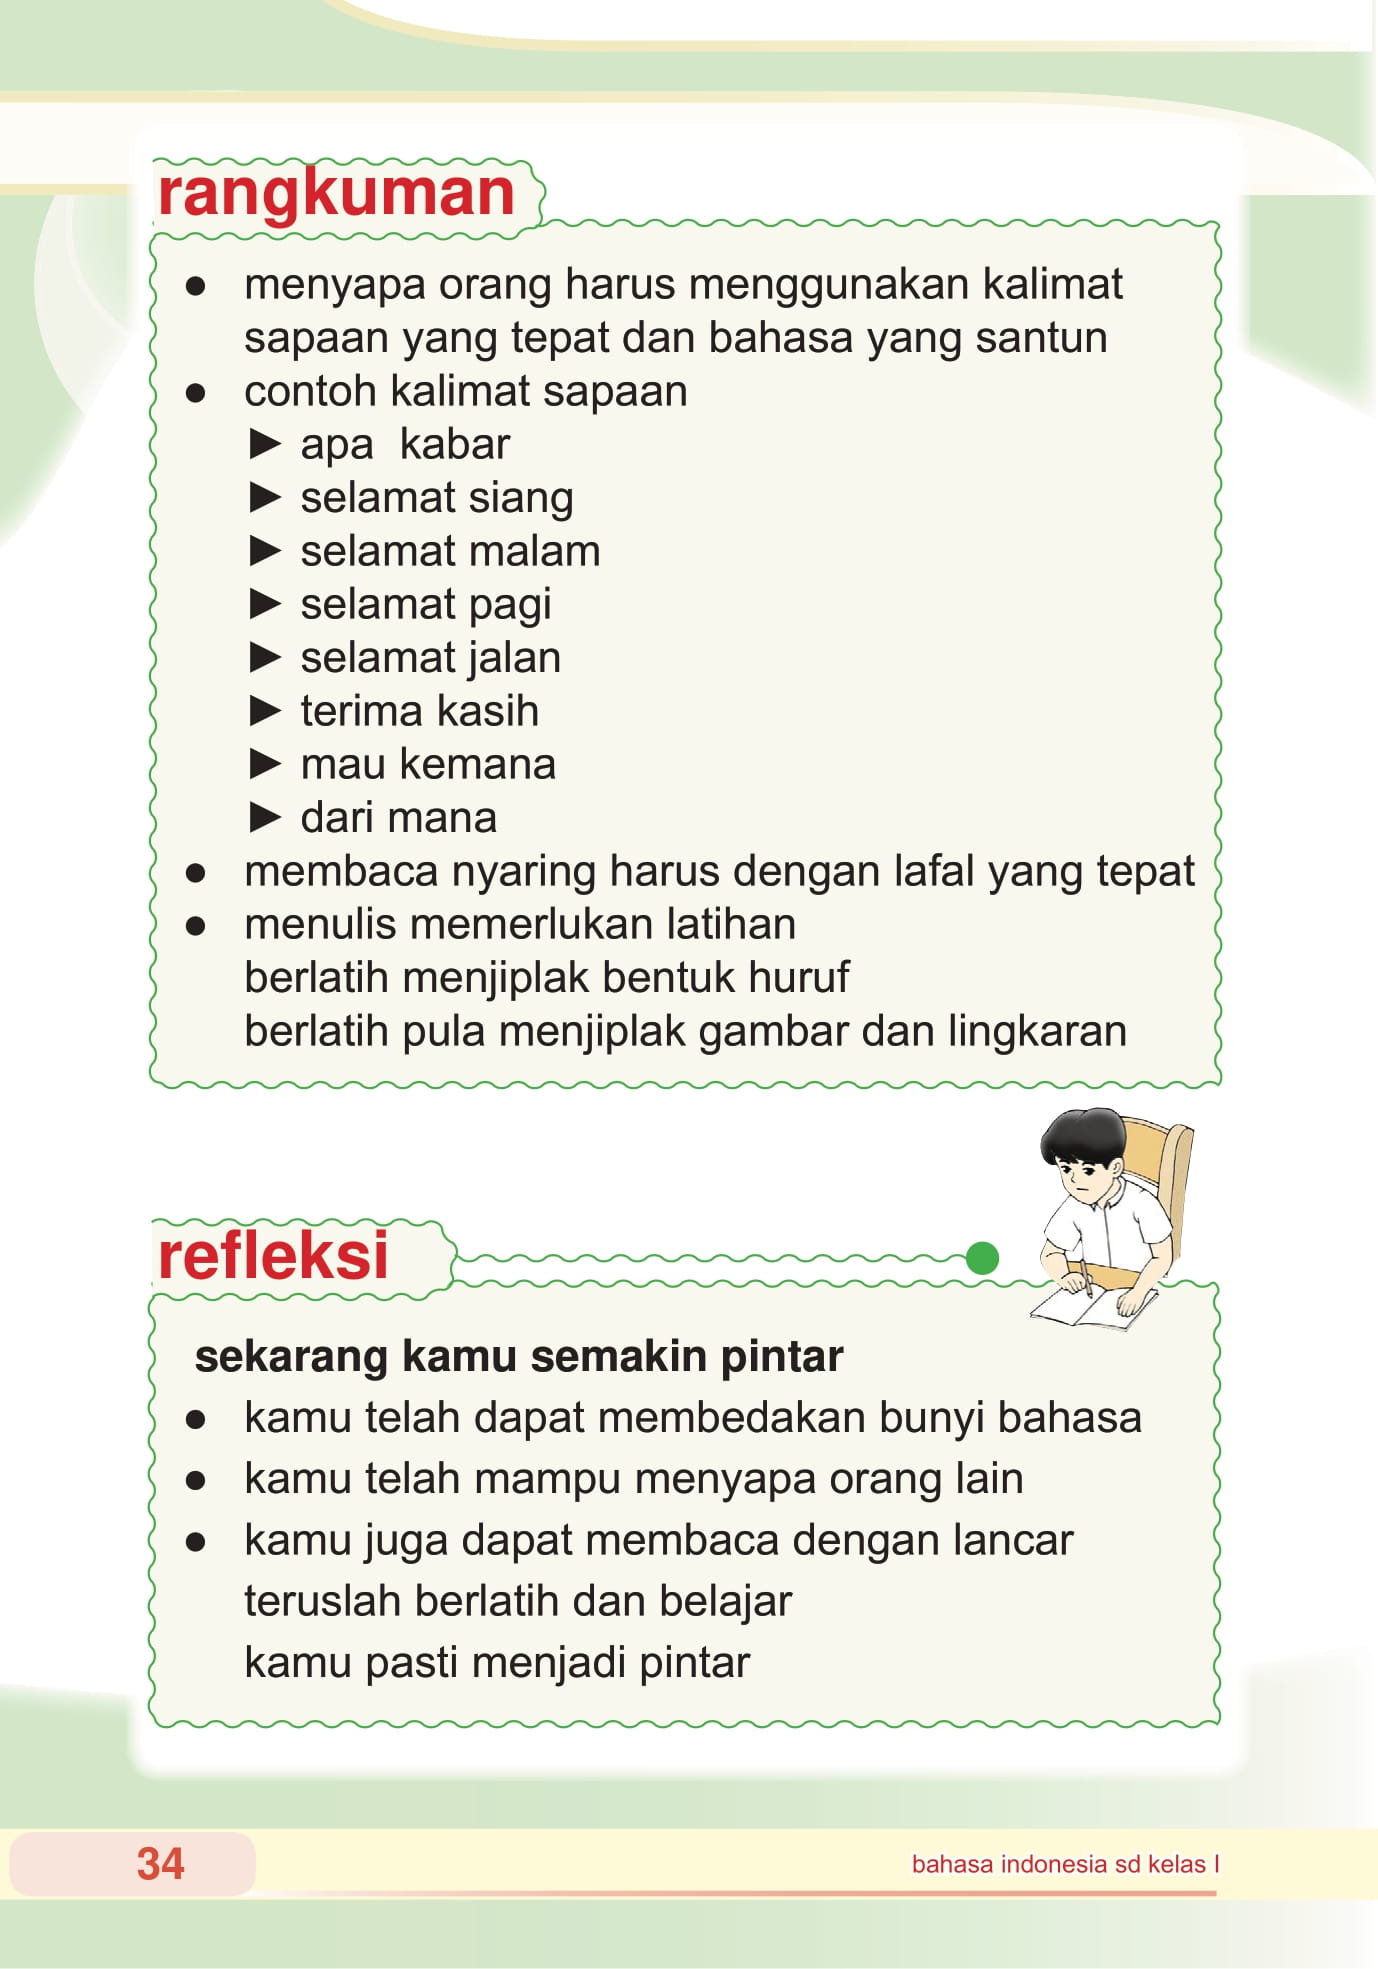 rangkuman
● menyapa orang harus menggunakan kalimat
sapaan yang tepat dan bahasa yang santun
● contoh kalimat sapaan
► apa  kabar
► selamat siang
► selamat malam
► selamat pagi
► selamat jalan
► terima kasih
► mau kemana
► dari mana
● membaca nyaring harus dengan lafal yang tepat
● menulis memerlukan latihan
berlatih menjiplak bentuk huruf
berlatih pula menjiplak gambar dan lingkaran
refleksi
sekarang kamu semakin pintar
● kamu telah dapat membedakan bunyi bahasa
● kamu telah mampu menyapa orang lain
● kamu juga dapat membaca dengan lancar
teruslah berlatih dan belajar
kamu pasti menjadi pintar
34
bahasa indonesia sd kelas I